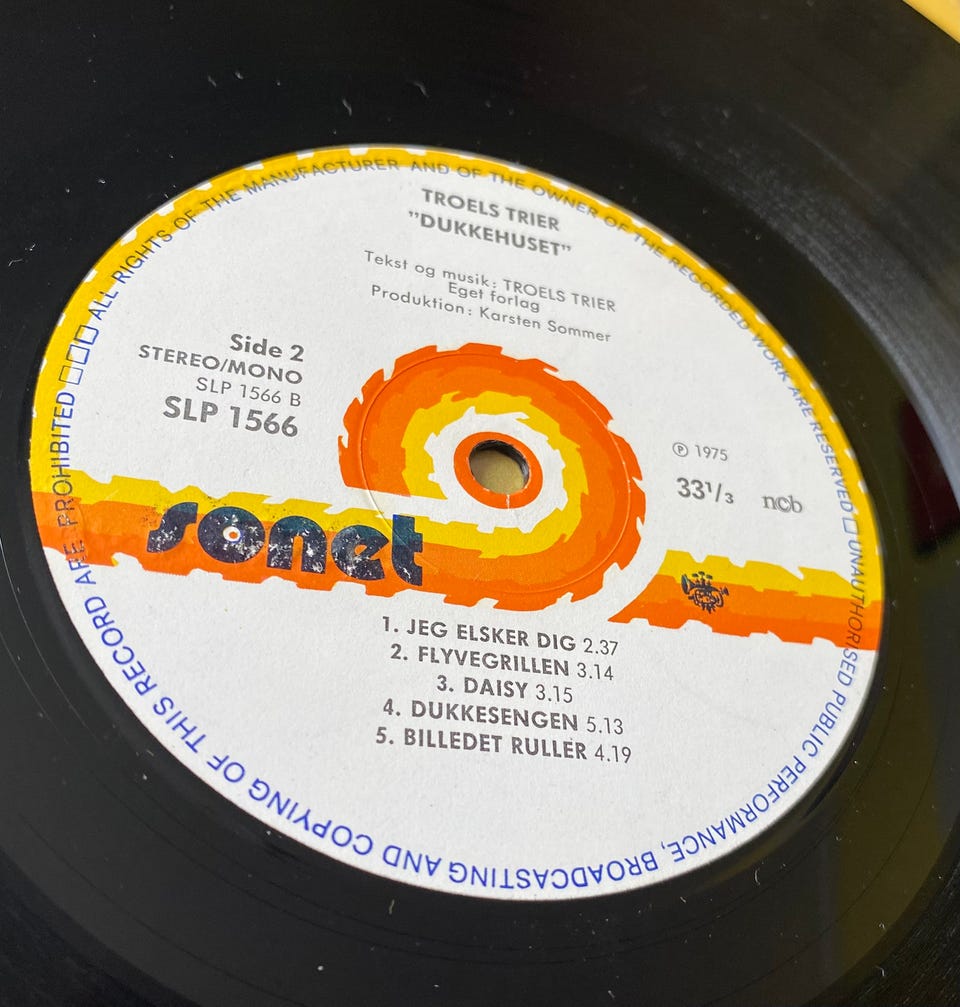 TROELS TRIER
"DUKKEHUSET"
Tekst og musik: TROELS TRIER
Eget forlag
Produktion: Karsten Sommer
Side 2
STEREO/MONO
SLP 1566 B
SLP 1566
℗ 1975
33 1/3 ncb
sonet
1. JEG ELSKER DIG 2.37
2. FLYVEGRILLEN 3.14
3. DAISY 3.15
4. DUKKESENGEN 5.13
5. BILLEDET RULLER 4.19
ALL RIGHTS OF THE MANUFACTURER AND OF THE OWNER OF THE RECORDED WORK ARE RESERVED □ UNAUTHORISED PUBLIC PERFORMANCE, BROADCASTING AND COPYING OF THIS RECORD ARE PROHIBITED □□□